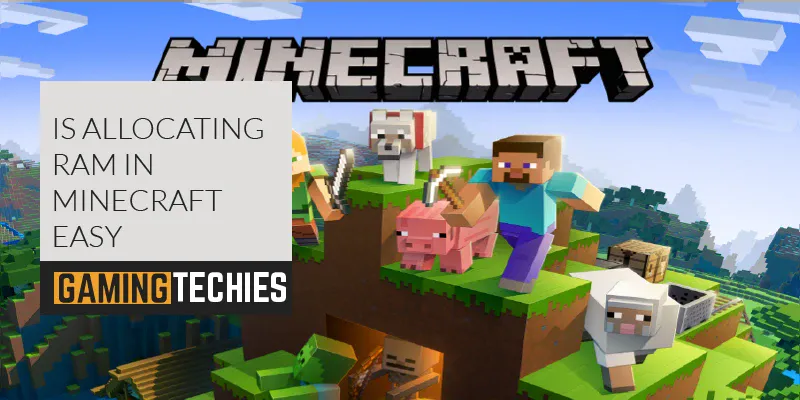 MINECRAFT
IS ALLOCATING
RAM IN
MINECRAFT
EASY
GAMINGTECHIES